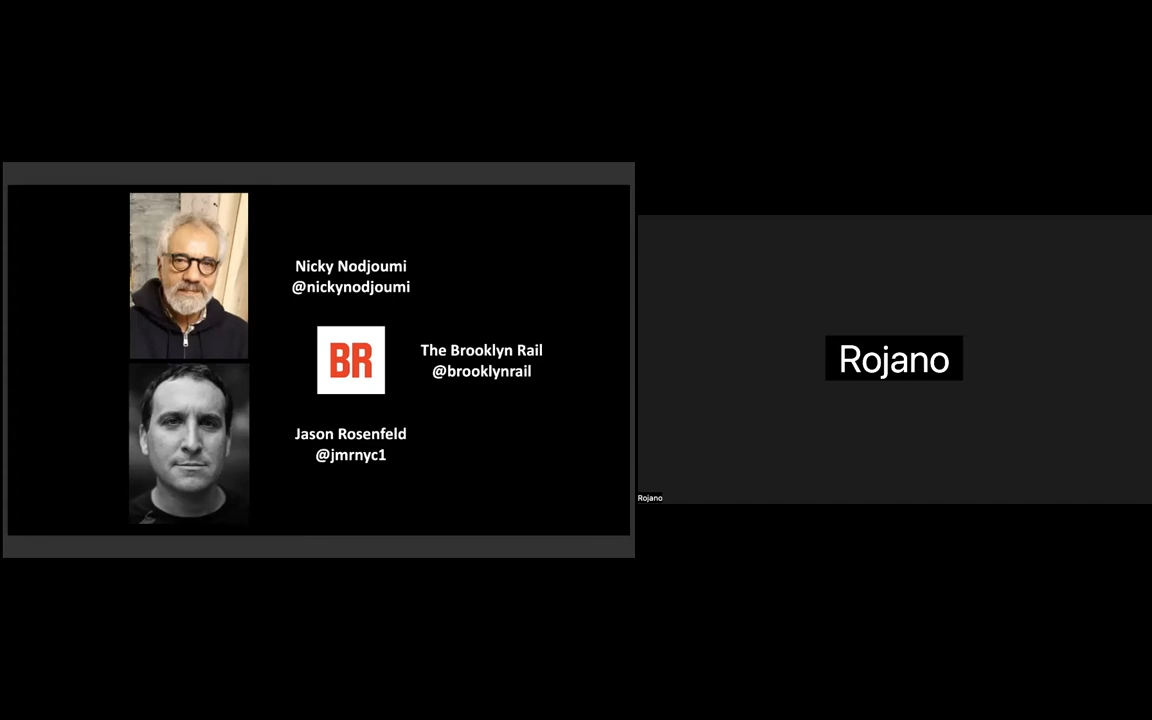 Nicky Nodjoumi
@nickynodjoumi
BR
The Brooklyn Rail
@brooklynrail
Jason Rosenfeld
@jmrnyc1
Rojano
Rojano